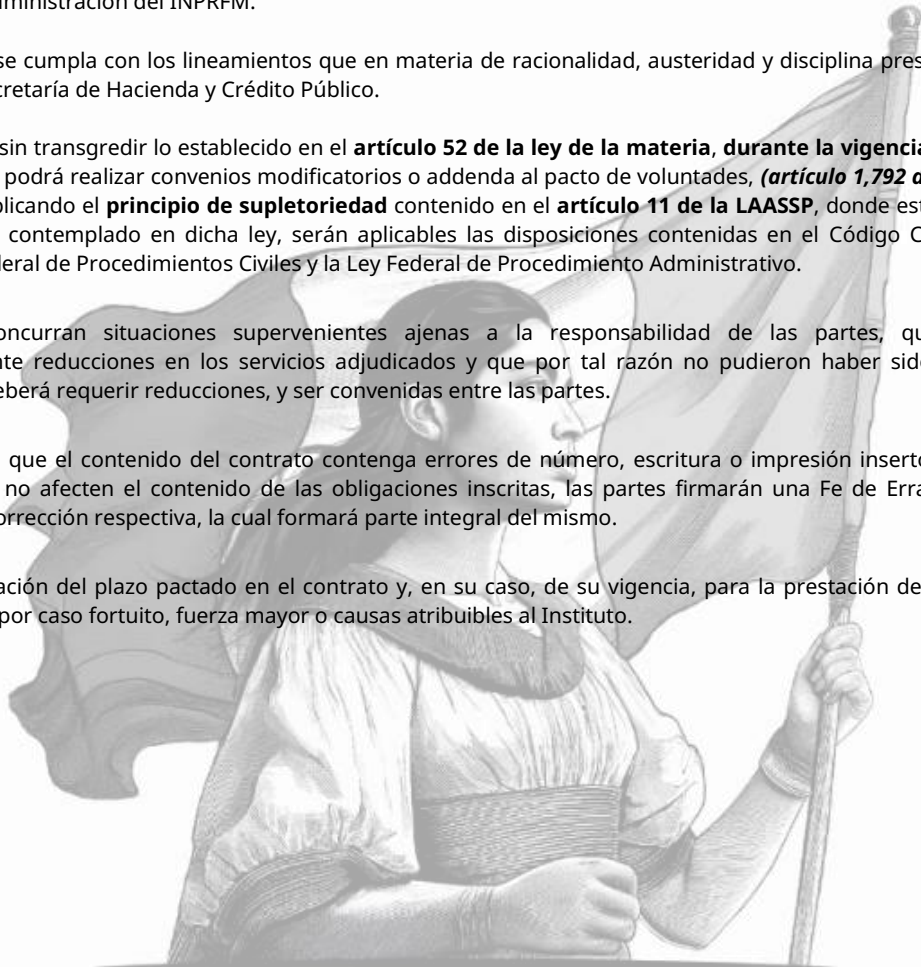 ministración del INPRFM.
se cumpla con los lineamientos que en materia de racionalidad, austeridad y disciplina pres
cretaría de Hacienda y Crédito Público.
sin transgredir lo establecido en el artículo 52 de la ley de la materia, durante la vigencia
podrá realizar convenios modificatorios o addenda al pacto de voluntades, (artículo 1,792 d
plicando el principio de supletoriedad contenido en el artículo 11 de la LAASSP, donde est
contemplado en dicha ley, serán aplicables las disposiciones contenidas en el Código C
deral de Procedimientos Civiles y la Ley Federal de Procedimiento Administrativo.
oncurran situaciones supervenientes ajenas a la responsabilidad de las partes, qu
nte reducciones en los servicios adjudicados y que por tal razón no pudieron haber sido
eberá requerir reducciones, y ser convenidas entre las partes.
que el contenido del contrato contenga errores de número, escritura o impresión inserto
no afecten el contenido de las obligaciones inscritas, las partes firmarán una Fe de Erra
orrección respectiva, la cual formará parte integral del mismo.
ación del plazo pactado en el contrato y, en su caso, de su vigencia, para la prestación de
por caso fortuito, fuerza mayor o causas atribuibles al Instituto.